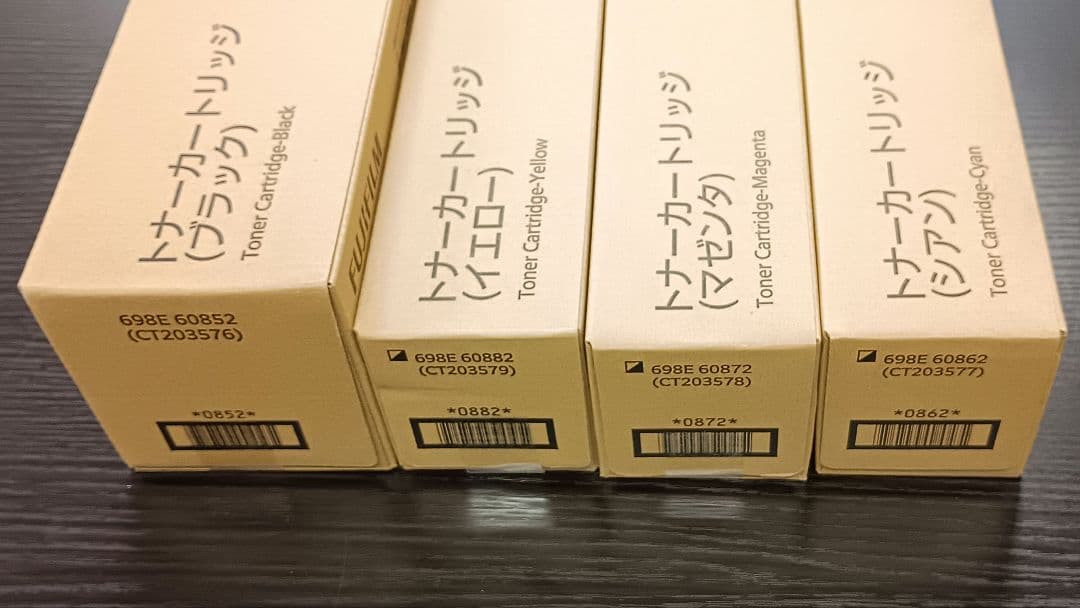 トナーカートリッジ
(ブラック)
Toner Cartridge-Black
FUJIFILM
698E 60852
(CT203576)
*0852*
トナーカートリッジ
(イエロー)
Toner Cartridge-Yellow
698E 60882
(CT203579)
*0882*
トナーカートリッジ
(マゼンタ)
Toner Cartridge-Magenta
698E 60872
(CT203578)
*0872*
トナーカートリッジ
(シアン)
Toner Cartridge-Cyan
698E 60862
(CT203577)
*0862*